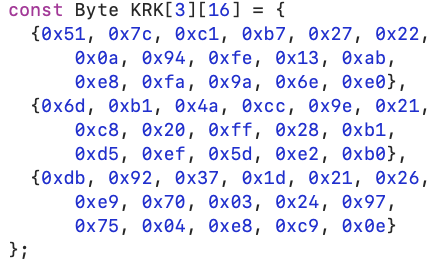 const Byte KRK[3][16] = {
  {0x51, 0x7c, 0xc1, 0xb7, 0x27, 0x22,
      0x0a, 0x94, 0xfe, 0x13, 0xab,
      0xe8, 0xfa, 0x9a, 0x6e, 0xe0},
  {0x6d, 0xb1, 0x4a, 0xcc, 0x9e, 0x21,
      0xc8, 0x20, 0xff, 0x28, 0xb1,
      0xd5, 0xef, 0x5d, 0xe2, 0xb0},
  {0xdb, 0x92, 0x37, 0x1d, 0x21, 0x26,
      0xe9, 0x70, 0x03, 0x24, 0x97,
      0x75, 0x04, 0xe8, 0xc9, 0x0e}
};